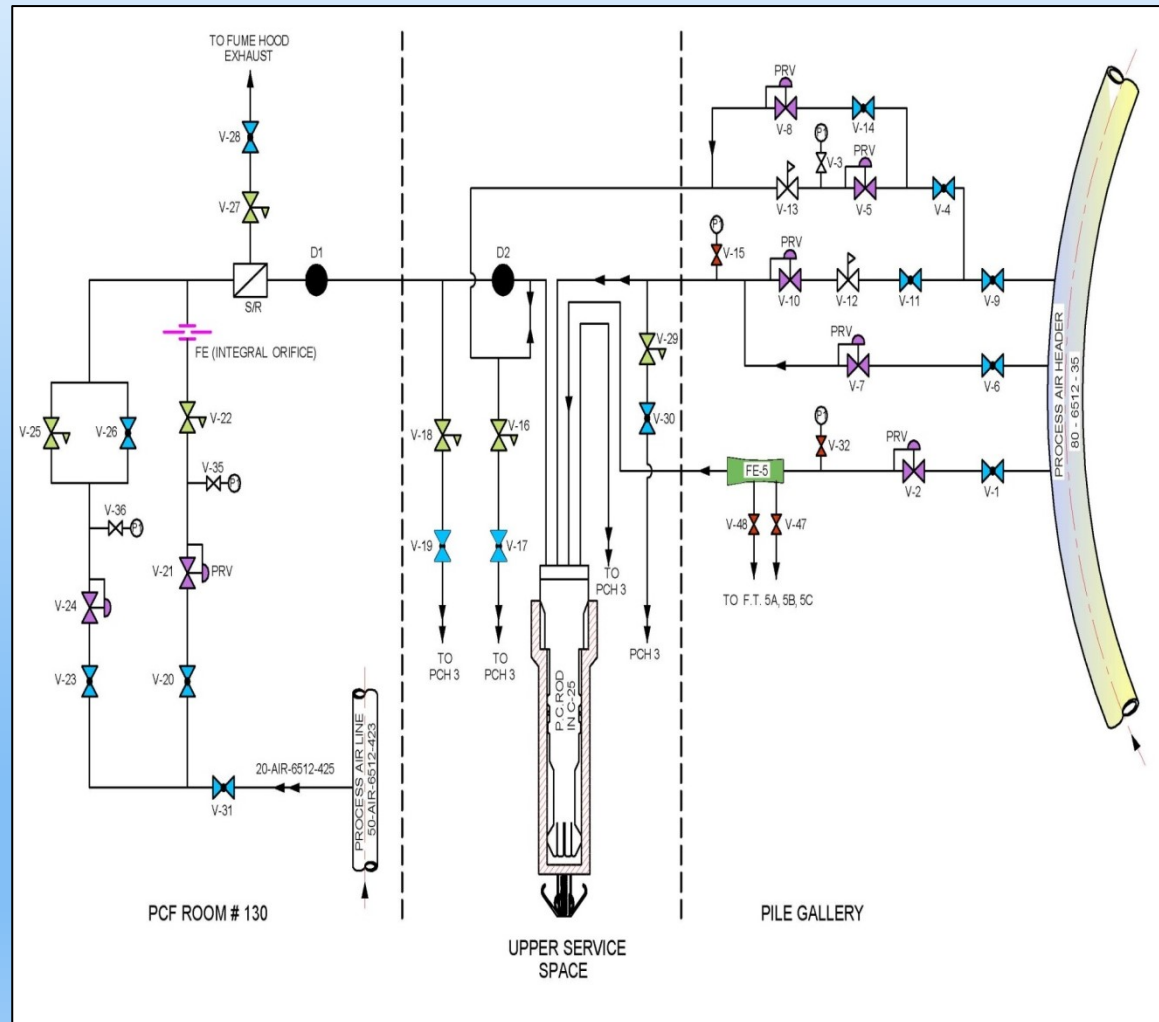 TO FUME HOOD
EXHAUST
V-28
V-27
D1
S/R
FE (INTEGRAL ORIFICE)
V-25
V-26
V-22
V-35
P1
V-36
P1
V-21
PRV
V-24
V-23
V-20
20-AIR-6512-425
V-31
PROCESS AIR LINE
50-AIR-6512-423
PCF ROOM # 130
D2
V-18
V-16
V-19
V-17
TO
PCH 3
TO
PCH 3
TO
PCH 3
P.C.ROD
IN C-25
UPPER SERVICE
SPACE
PRV
V-8
V-14
P1
V-3
PRV
V-13
V-5
V-4
P1
V-15
PRV
V-10
V-12
V-11
V-9
V-29
V-30
PCH 3
PRV
V-7
V-6
P1
V-32
PRV
FE-5
V-2
V-1
V-48
V-47
TO F.T. 5A, 5B, 5C
PROCESS AIR HEADER
80 - 6512 - 35
PILE GALLERY